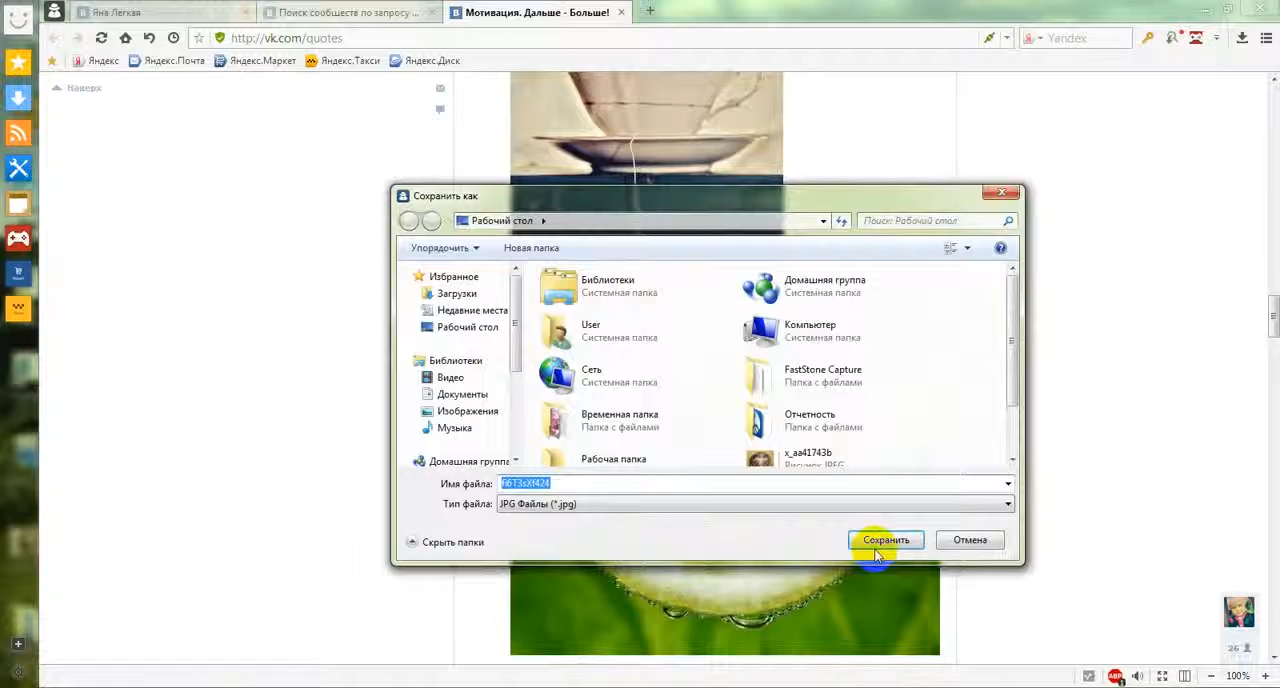 Яна Легкая
Поиск сообществ по запросу ...
Мотивация. Дальше - Больше!
http://vk.com/quotes
Yandex
Яндекс
Яндекс.Почта
Яндекс.Маркет
Яндекс.Такси
Яндекс.Диск
Наверх
Сохранить как
Рабочий стол
Поиск: Рабочий стол
Упорядочить
Новая папка
Избранное
Загрузки
Недавние места
Рабочий стол
Библиотеки
Видео
Документы
Изображения
Музыка
Домашняя группа
Библиотеки
Системная папка
Домашняя группа
Системная папка
User
Системная папка
Компьютер
Системная папка
Сеть
Системная папка
FastStone Capture
Папка с файлами
Временная папка
Папка с файлами
Отчетность
Папка с файлами
Рабочая папка
x_aa41743b
Рисунок JPEG
Имя файла:
Тип файла: JPG Файлы (*.jpg)
Скрыть папки
Сохранить
Отмена
26
ABP
100%